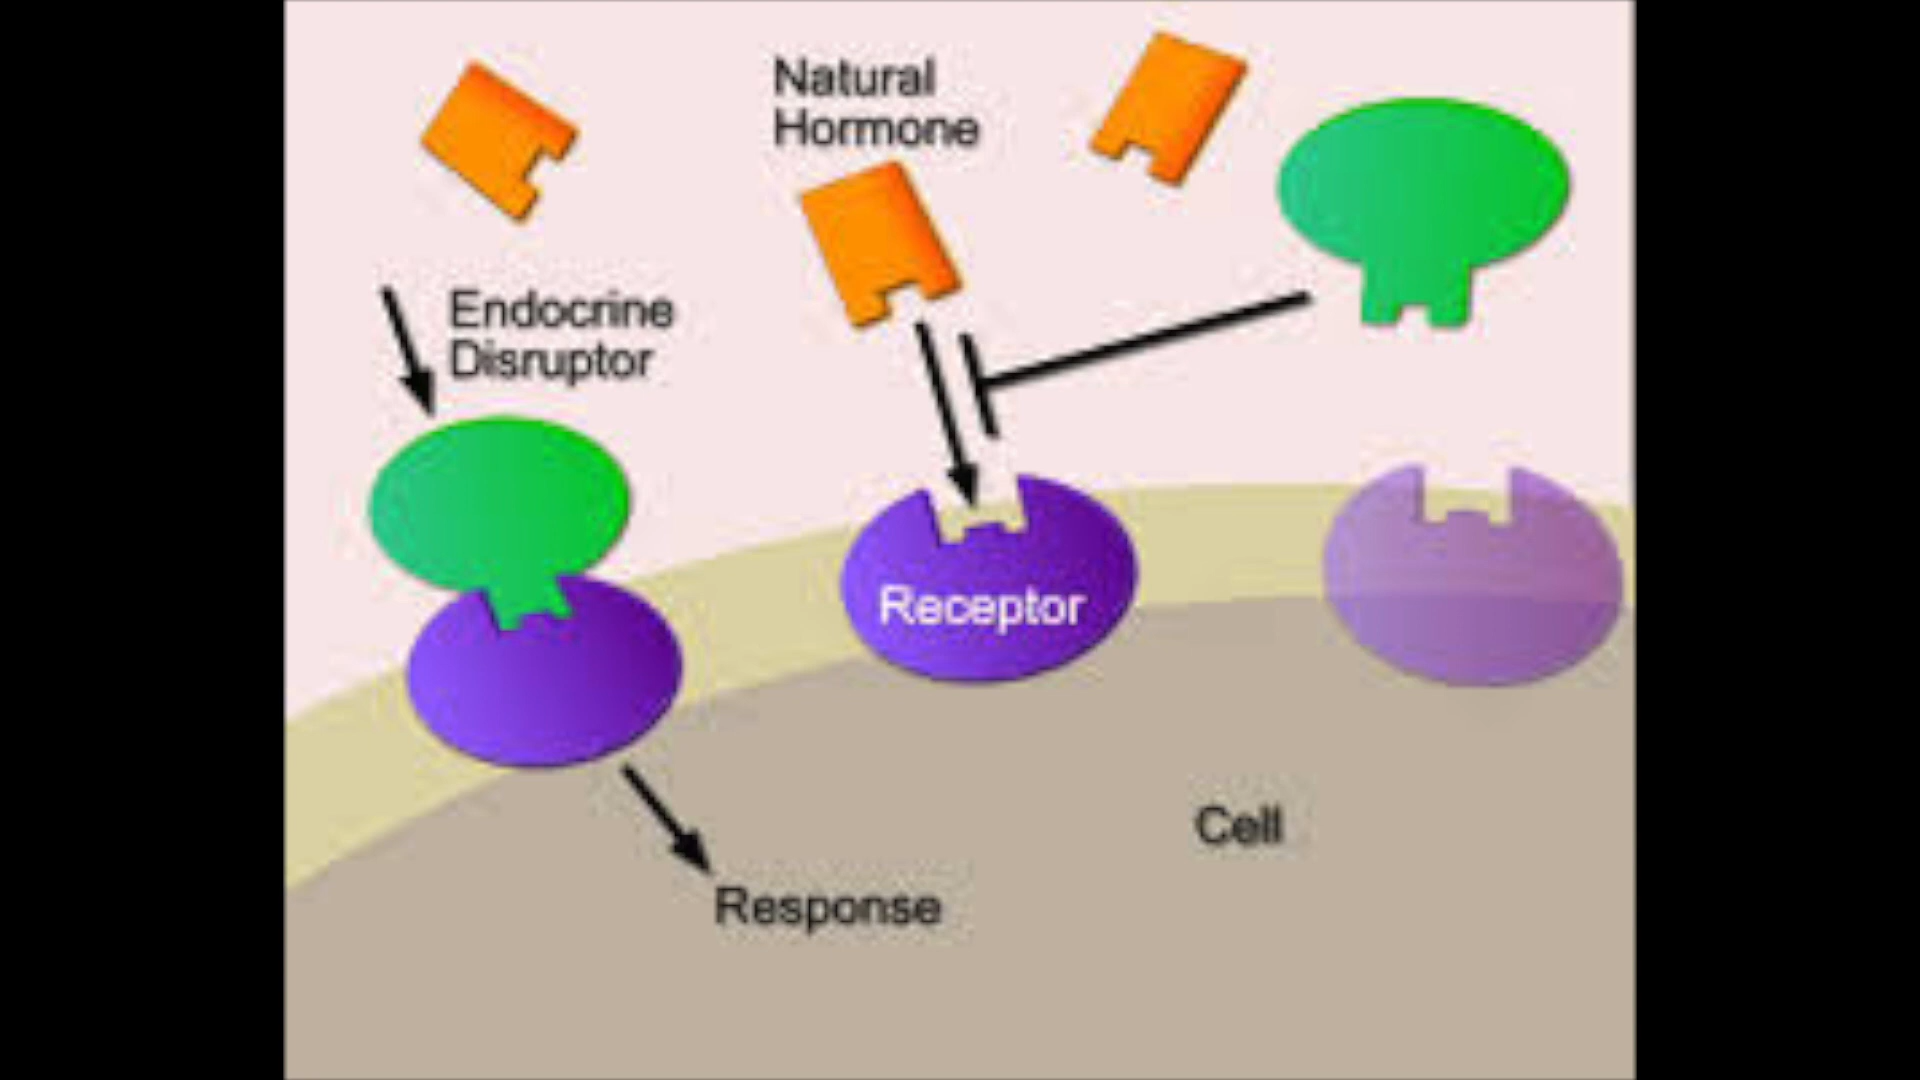 Natural
Hormone
Endocrine
Disruptor
Receptor
Cell
Response